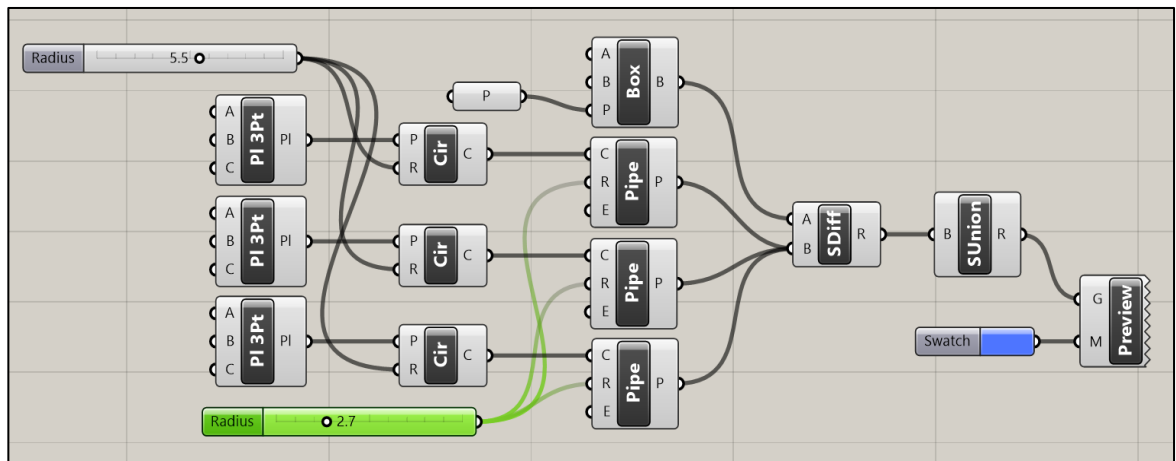 Radius 5.5
A
B
C
Pl 3Pt
Pl
A
B
C
Pl 3Pt
Pl
A
B
C
Pl 3Pt
Pl
Radius 2.7
P
R
Cir
C
P
R
Cir
C
P
R
Cir
C
P
A
B
P
Box
B
C
R
E
Pipe
P
C
R
E
Pipe
P
C
R
E
Pipe
P
A
B
SDiff
R
B
SUnion
R
Swatch
G
M
Preview